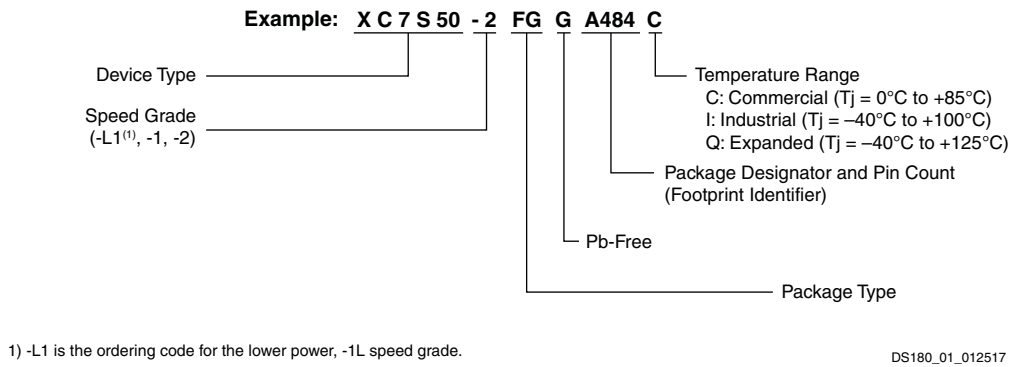 Example: X C 7 S 50 - 2 FG G A484 C
Device Type
Speed Grade
(-L1(1), -1, -2)
Temperature Range
C: Commercial (Tj = 0°C to +85°C)
I: Industrial (Tj = –40°C to +100°C)
Q: Expanded (Tj = –40°C to +125°C)
Package Designator and Pin Count
(Footprint Identifier)
Pb-Free
Package Type
1) -L1 is the ordering code for the lower power, -1L speed grade.
DS180_01_012517